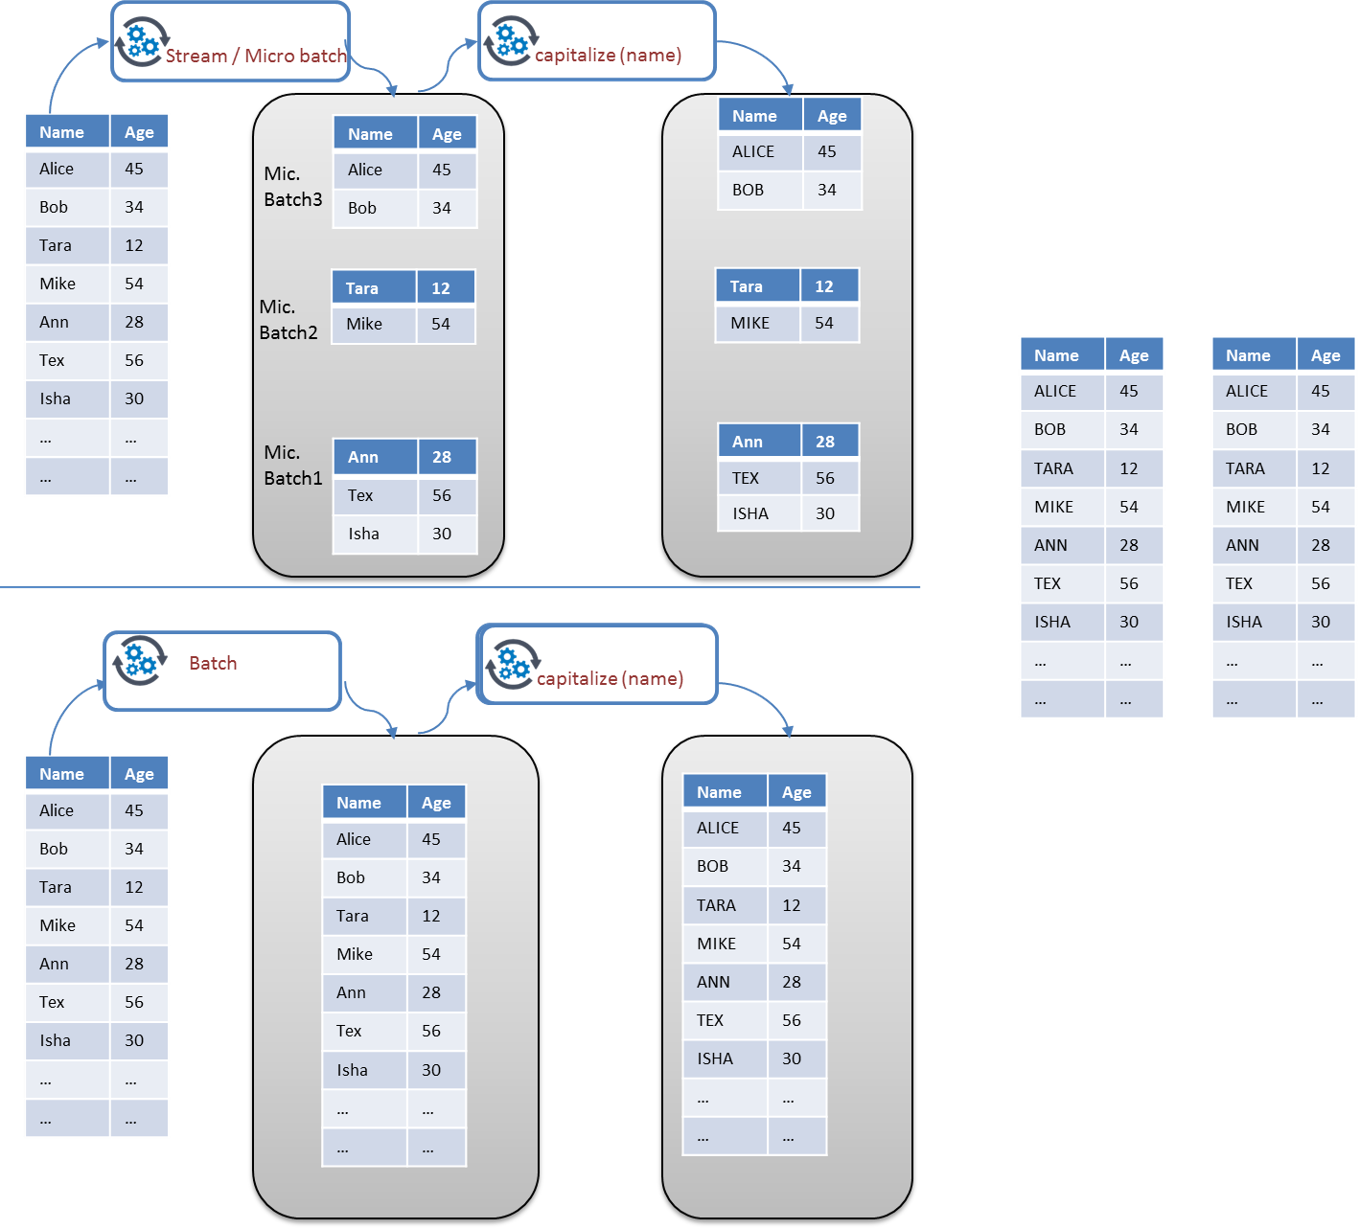 Stream / Micro batch
capitalize (name)
Name Age
Alice 45
Bob 34
Tara 12
Mike 54
Ann 28
Tex 56
Isha 30
... ...
... ...
Mic.
Batch3
Name Age
Alice 45
Bob 34
Mic.
Batch2
Tara 12
Mike 54
Mic.
Batch1
Ann 28
Tex 56
Isha 30
Name Age
ALICE 45
BOB 34
Tara 12
MIKE 54
Ann 28
TEX 56
ISHA 30
Name Age
ALICE 45
BOB 34
TARA 12
MIKE 54
ANN 28
TEX 56
ISHA 30
... ...
... ...
Name Age
ALICE 45
BOB 34
TARA 12
MIKE 54
ANN 28
TEX 56
ISHA 30
... ...
... ...
Batch
capitalize (name)
Name Age
Alice 45
Bob 34
Tara 12
Mike 54
Ann 28
Tex 56
Isha 30
... ...
... ...
Name Age
Alice 45
Bob 34
Tara 12
Mike 54
Ann 28
Tex 56
Isha 30
... ...
... ...
Name Age
ALICE 45
BOB 34
TARA 12
MIKE 54
ANN 28
TEX 56
ISHA 30
... ...
... ...